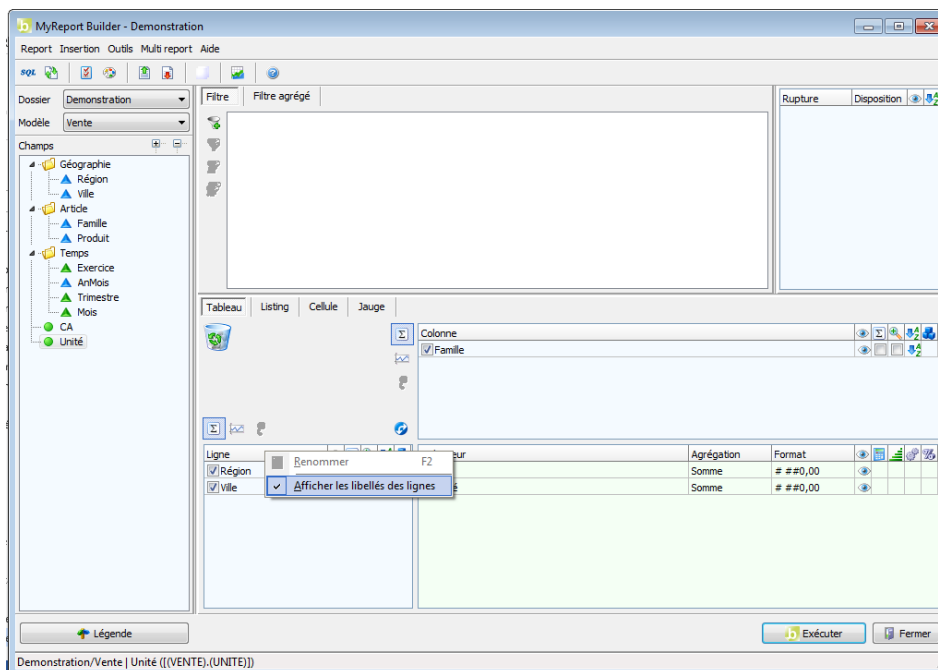 MyReport Builder - Demonstration
Report Insertion Outils Multi report Aide
SQL
Dossier Demonstration
Modèle Vente
Champs
Géographie
Région
Ville
Article
Famille
Produit
Temps
Exercice
AnMois
Trimestre
Mois
CA
Unité
Filtre Filtre agrégé
Rupture Disposition
Tableau Listing Cellule Jauge
Colonne
Famille
Ligne
Région
Ville
Renommer F2
Afficher les libellés des lignes
Agrégation Format
Somme # ##0,00
Somme # ##0,00
Légende
Exécuter
Fermer
Demonstration/Vente | Unité ([(VENTE).(UNITE)])